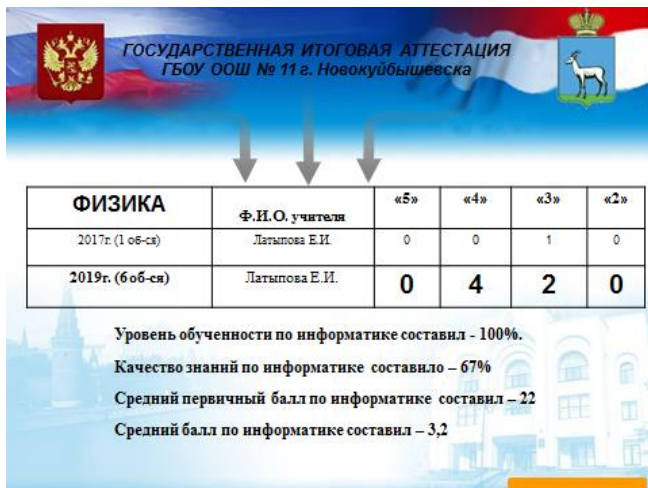 ГОСУДАРСТВЕННАЯ ИТОГОВАЯ АТТЕСТАЦИЯ
ГБОУ ООШ № 11 г. Новокуйбышевска
ФИЗИКА Ф.И.О. учителя «5» «4» «3» «2»
2017г. (1 об-ся) Латыпова Е.И. 0 0 1 0
2019г. (6 об-ся) Латыпова Е.И. 0 4 2 0
Уровень обученности по информатике составил - 100%.
Качество знаний по информатике составило – 67%
Средний первичный балл по информатике составил – 22
Средний балл по информатике составил – 3,2